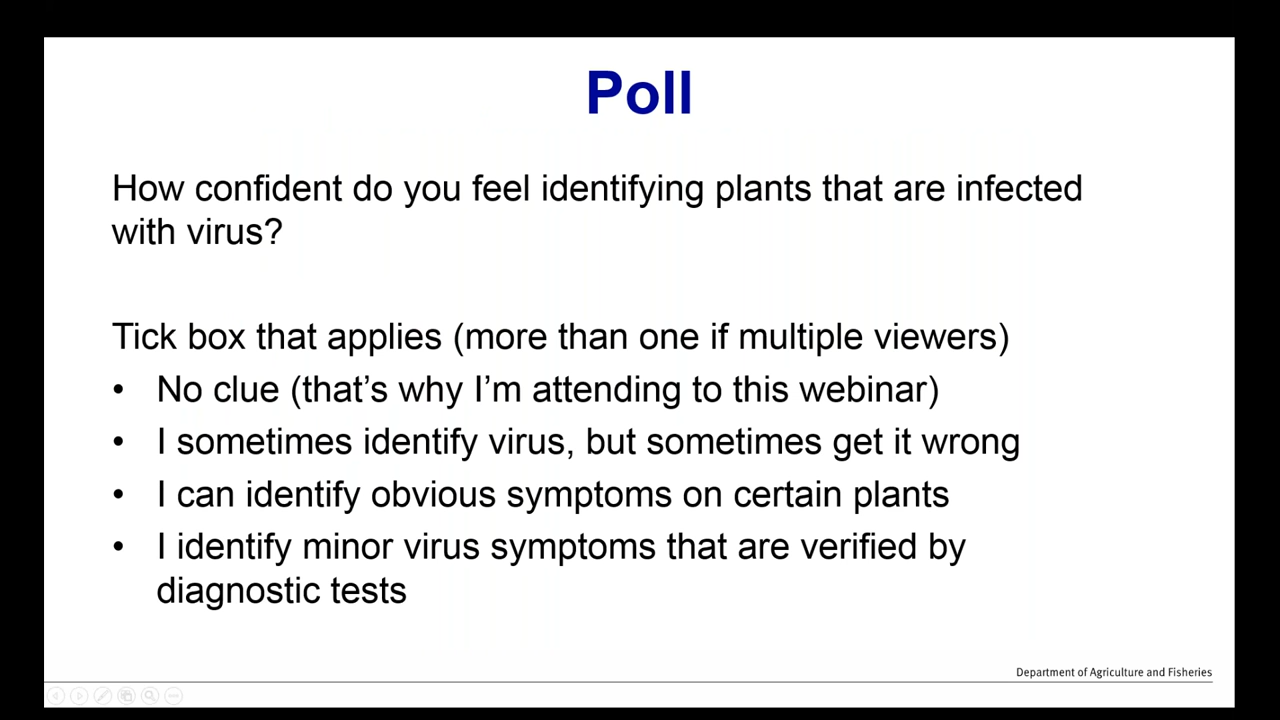 Poll
How confident do you feel identifying plants that are infected
with virus?
Tick box that applies (more than one if multiple viewers)
• No clue (that's why I'm attending to this webinar)
• I sometimes identify virus, but sometimes get it wrong
• I can identify obvious symptoms on certain plants
• I identify minor virus symptoms that are verified by
diagnostic tests
Department of Agriculture and Fisheries